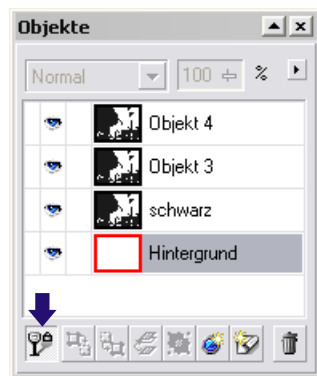 Objekte
Normal 100 %
Objekt 4
Objekt 3
schwarz
Hintergrund